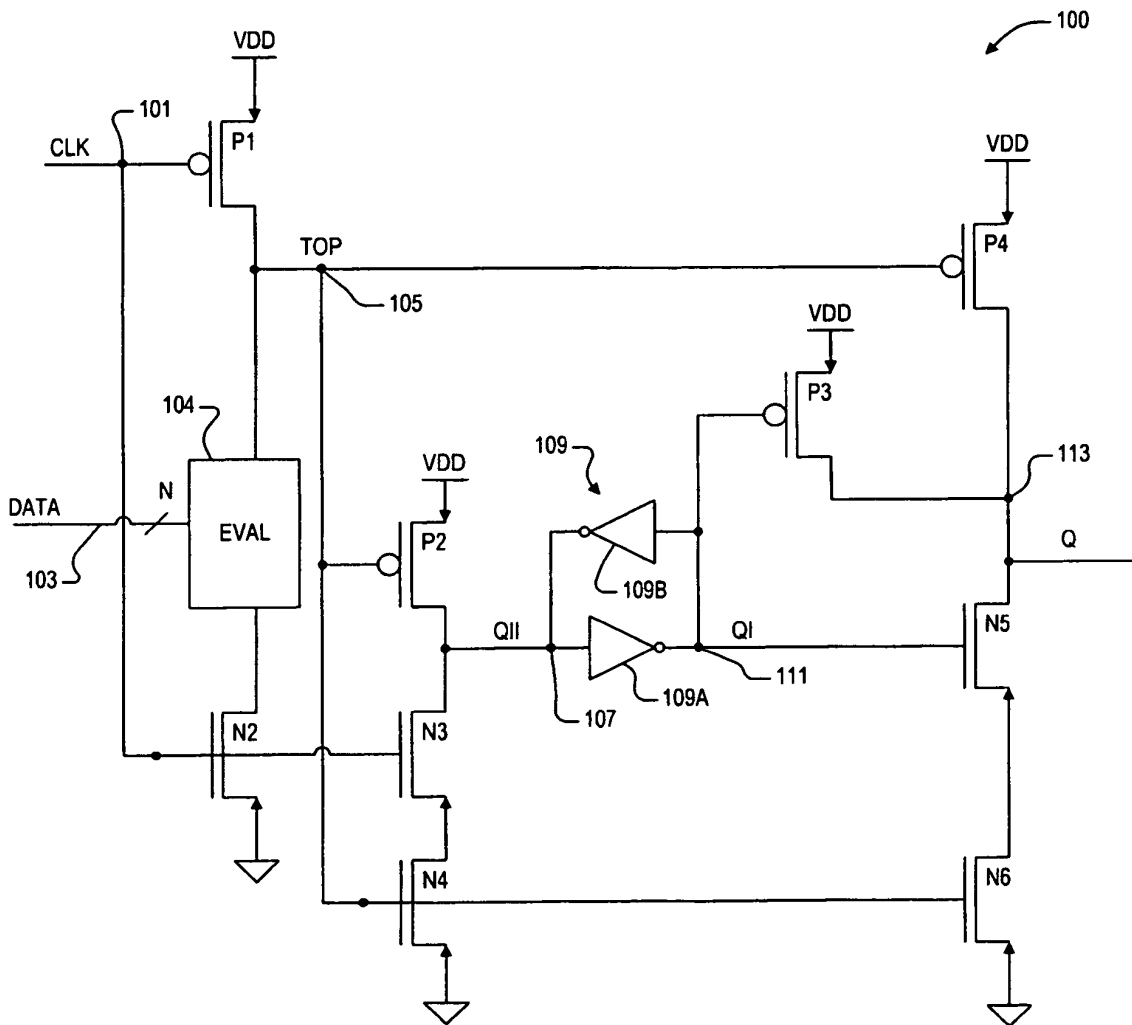 100
VDD
101
CLK
P1
VDD
P4
TOP
105
VDD
P3
104
109
113
VDD
DATA
N
EVAL
P2
Q
103
109B
QII
QI
N5
109A
111
107
N2
N3
N4
N6